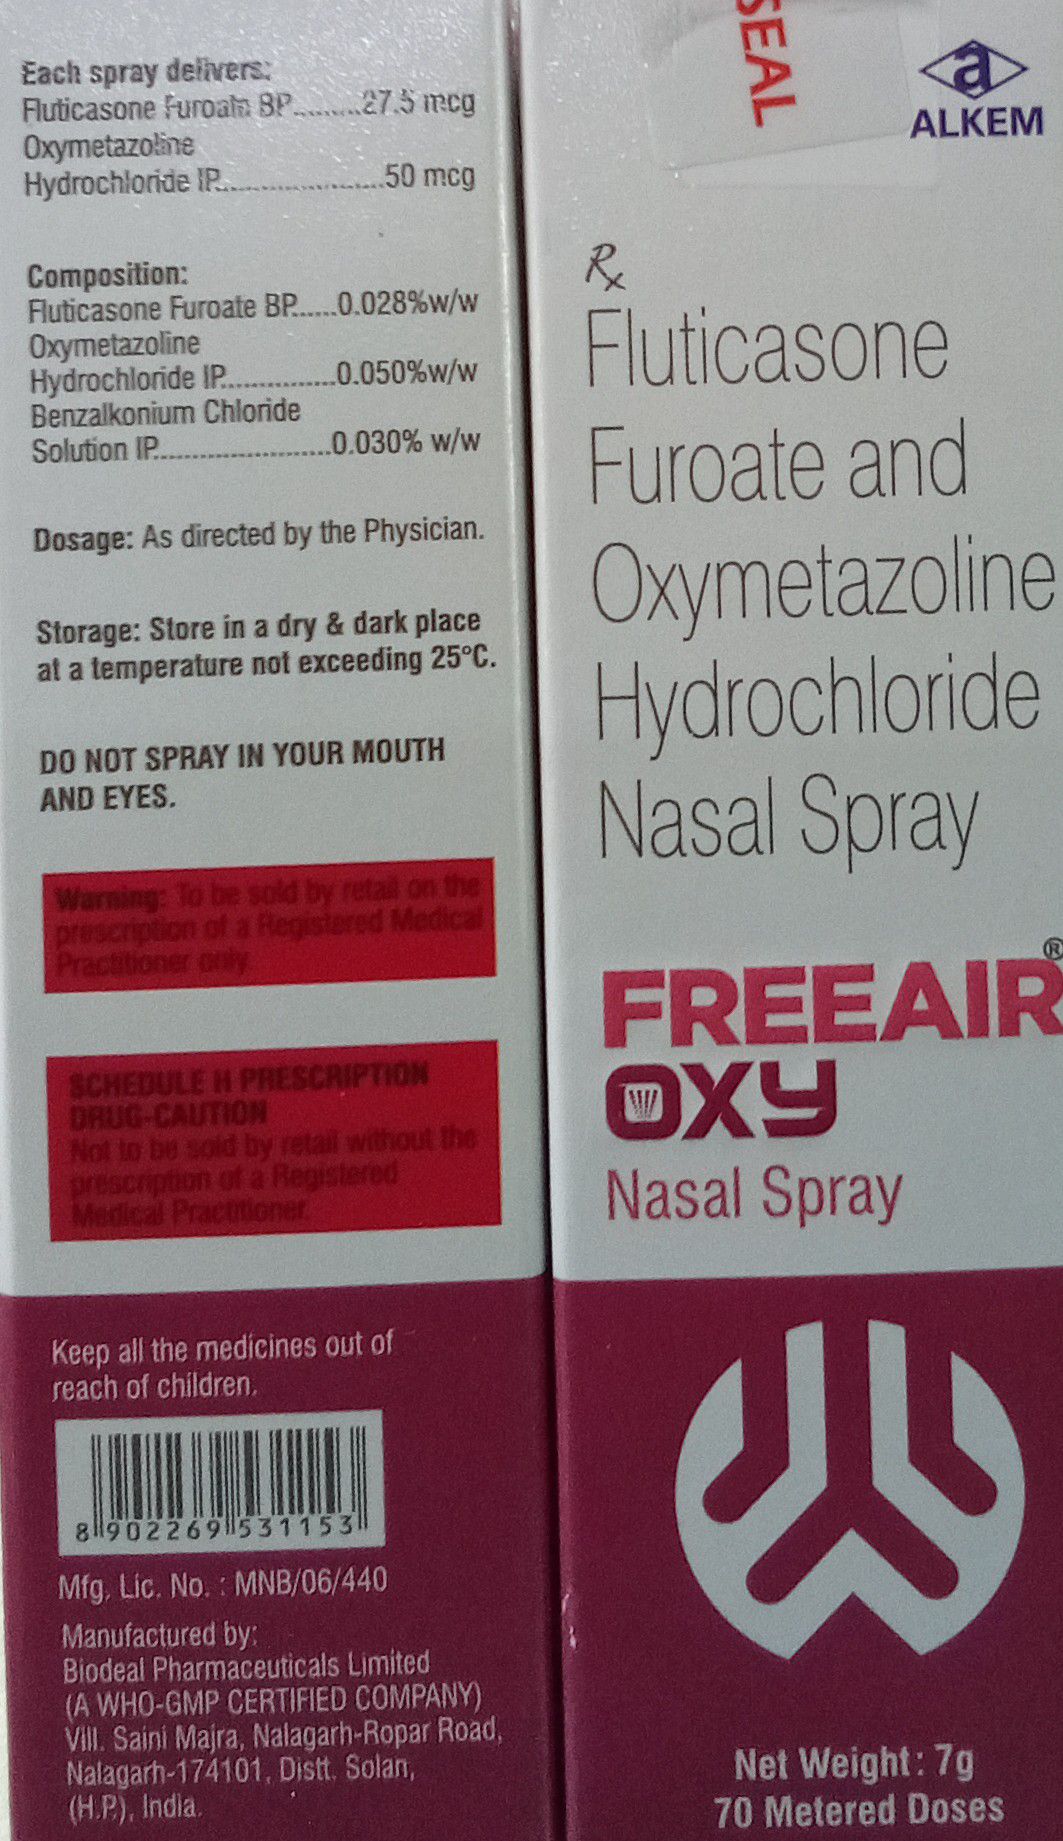 Each spray delivers:
Fluticasone Furoate BP.........27.5 mcg
Oxymetazoline
Hydrochloride IP.......................50 mcg
Composition:
Fluticasone Furoate BP......0.028%w/w
Oxymetazoline
Hydrochloride IP...............0.050%w/w
Benzalkonium Chloride
Solution IP........................0.030% w/w
Dosage: As directed by the Physician.
Storage: Store in a dry & dark place
at a temperature not exceeding 25°C.
DO NOT SPRAY IN YOUR MOUTH
AND EYES.
Warning: To be sold by retail on the
prescription of a Registered Medical
Practitioner only.
SCHEDULE H PRESCRIPTION
DRUG-CAUTION
Not to be sold by retail without the
prescription of a Registered
Medical Practitioner.
Keep all the medicines out of
reach of children.
8 902269 531153
Mfg. Lic. No. : MNB/06/440
Manufactured by:
Biodeal Pharmaceuticals Limited
(A WHO-GMP CERTIFIED COMPANY)
Vill. Saini Majra, Nalagarh-Ropar Road,
Nalagarh-174101, Distt. Solan,
(H.P.), India.
SEAL
a
ALKEM
Rx
Fluticasone
Furoate and
Oxymetazoline
Hydrochloride
Nasal Spray
FREEAIR®
OXY
Nasal Spray
Net Weight: 7g
70 Metered Doses